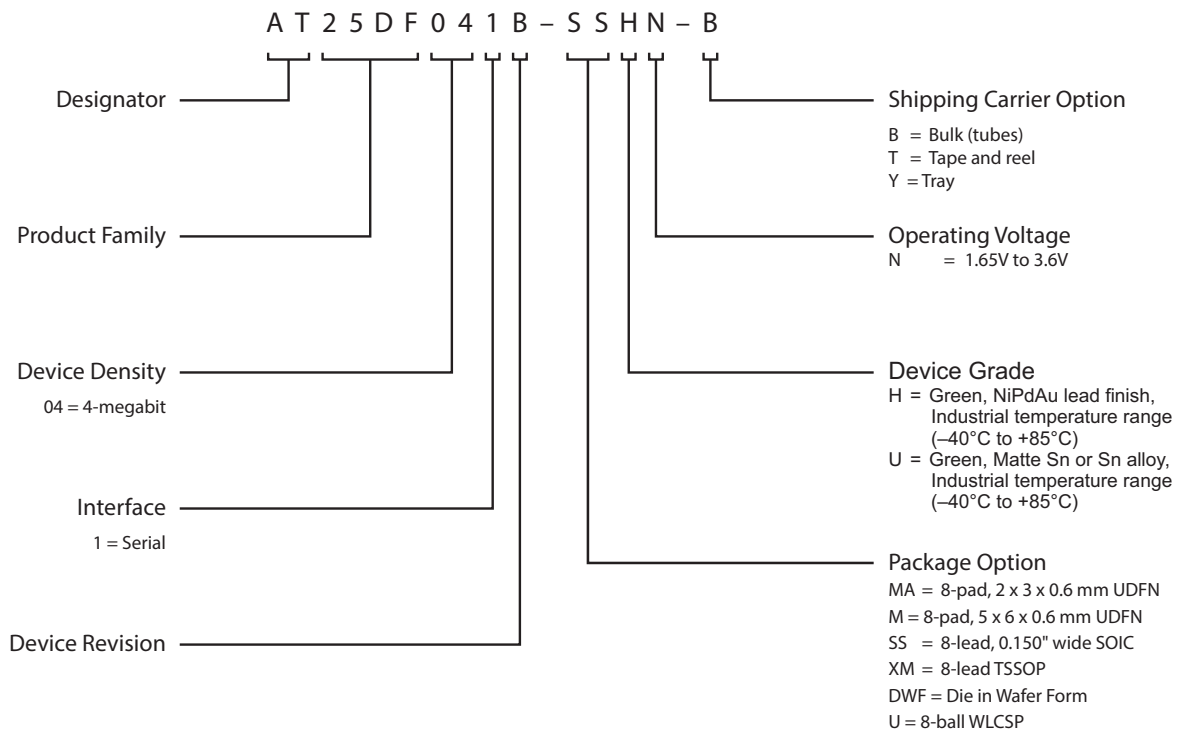 A T 2 5 D F 0 4 1 B – S S H N – B
Designator
Product Family
Device Density
04 = 4-megabit
Interface
1 = Serial
Device Revision
Shipping Carrier Option
B = Bulk (tubes)
T = Tape and reel
Y = Tray
Operating Voltage
N = 1.65V to 3.6V
Device Grade
H = Green, NiPdAu lead finish,
Industrial temperature range
(–40°C to +85°C)
U = Green, Matte Sn or Sn alloy,
Industrial temperature range
(–40°C to +85°C)
Package Option
MA = 8-pad, 2 x 3 x 0.6 mm UDFN
M = 8-pad, 5 x 6 x 0.6 mm UDFN
SS = 8-lead, 0.150" wide SOIC
XM = 8-lead TSSOP
DWF = Die in Wafer Form
U = 8-ball WLCSP